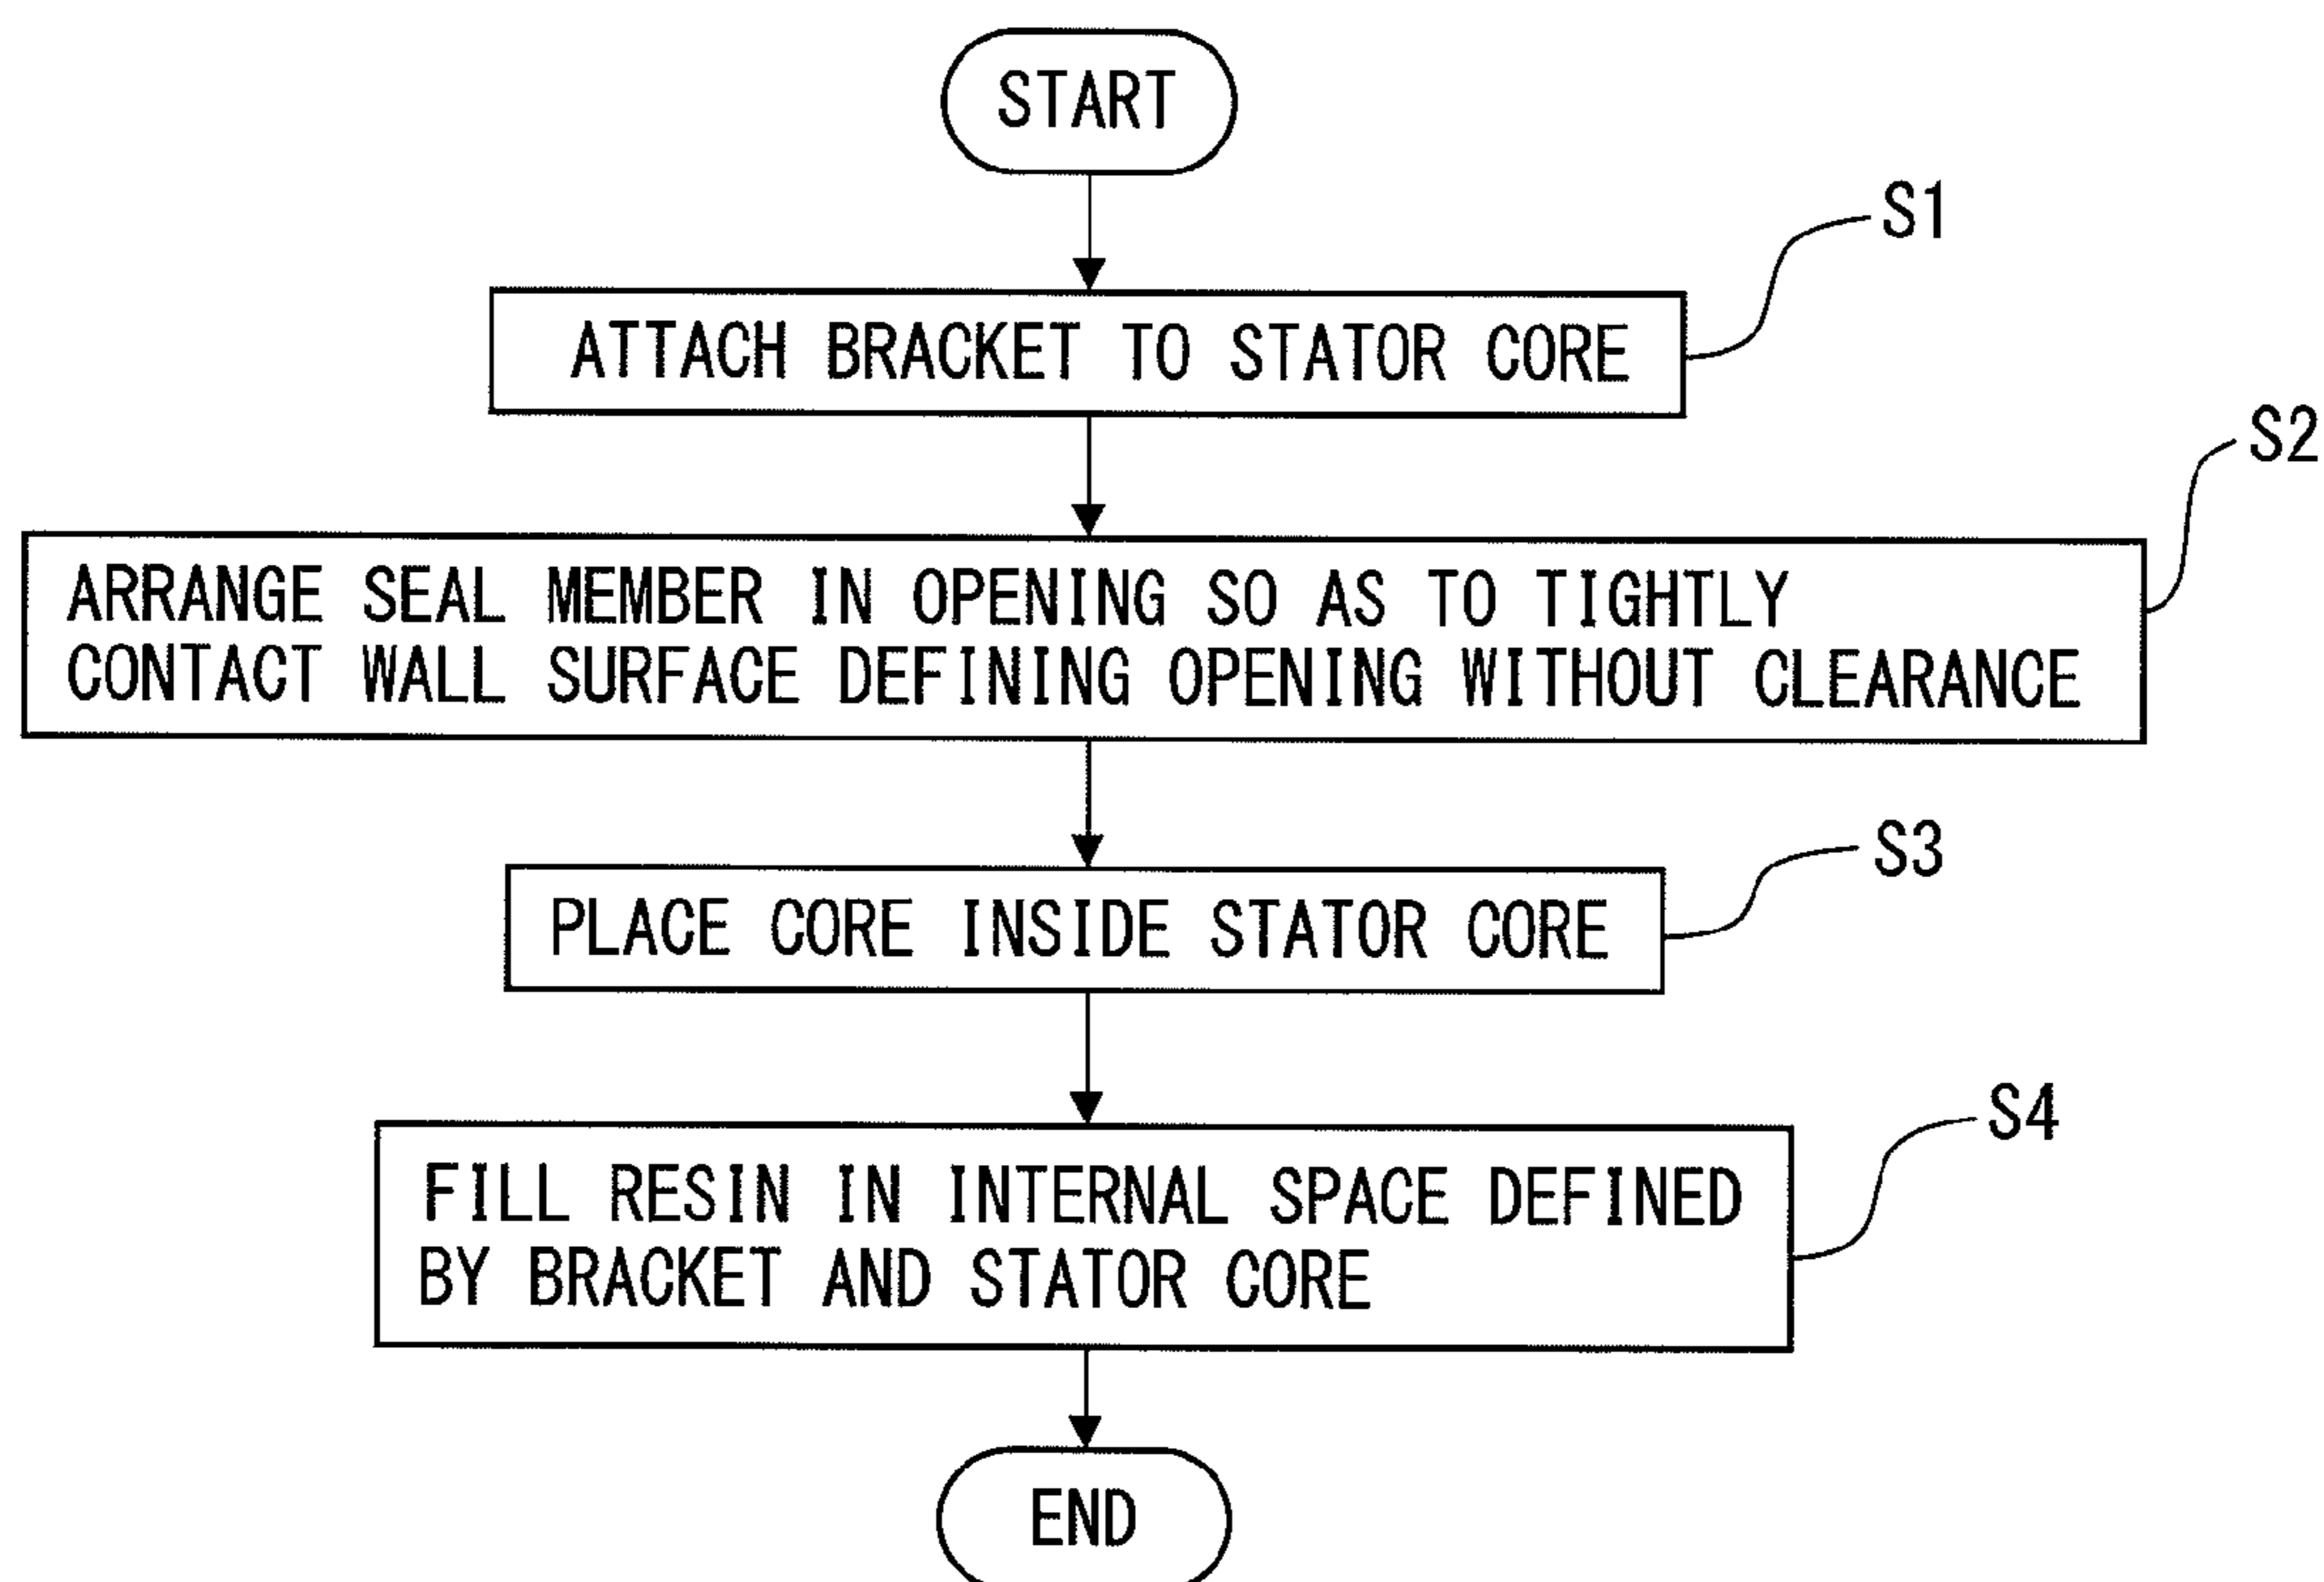 START
S1
ATTACH BRACKET TO STATOR CORE
S2
ARRANGE SEAL MEMBER IN OPENING SO AS TO TIGHTLY
CONTACT WALL SURFACE DEFINING OPENING WITHOUT CLEARANCE
S3
PLACE CORE INSIDE STATOR CORE
S4
FILL RESIN IN INTERNAL SPACE DEFINED
BY BRACKET AND STATOR CORE
END